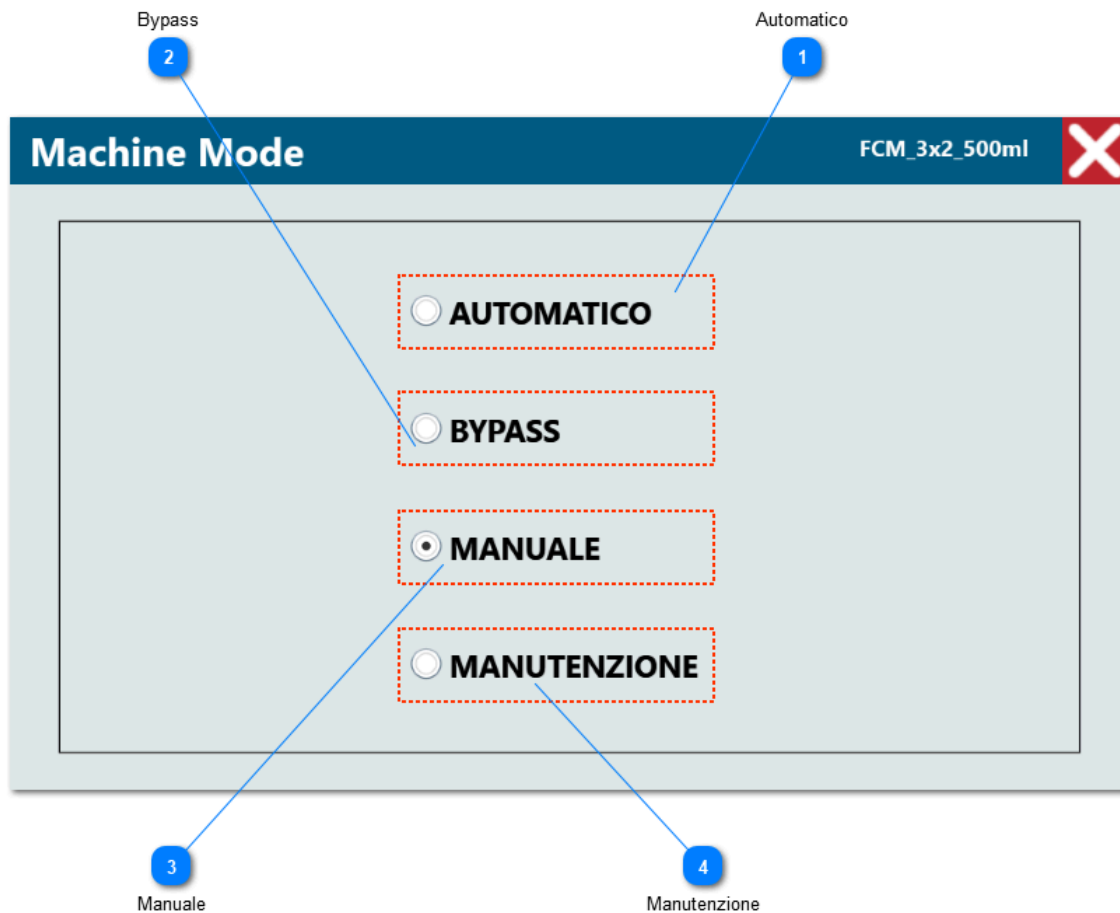 Bypass
Automatico
2
1
Machine Mode
FCM_3x2_500ml
AUTOMATICO
BYPASS
MANUALE
MANUTENZIONE
3
4
Manuale
Manutenzione